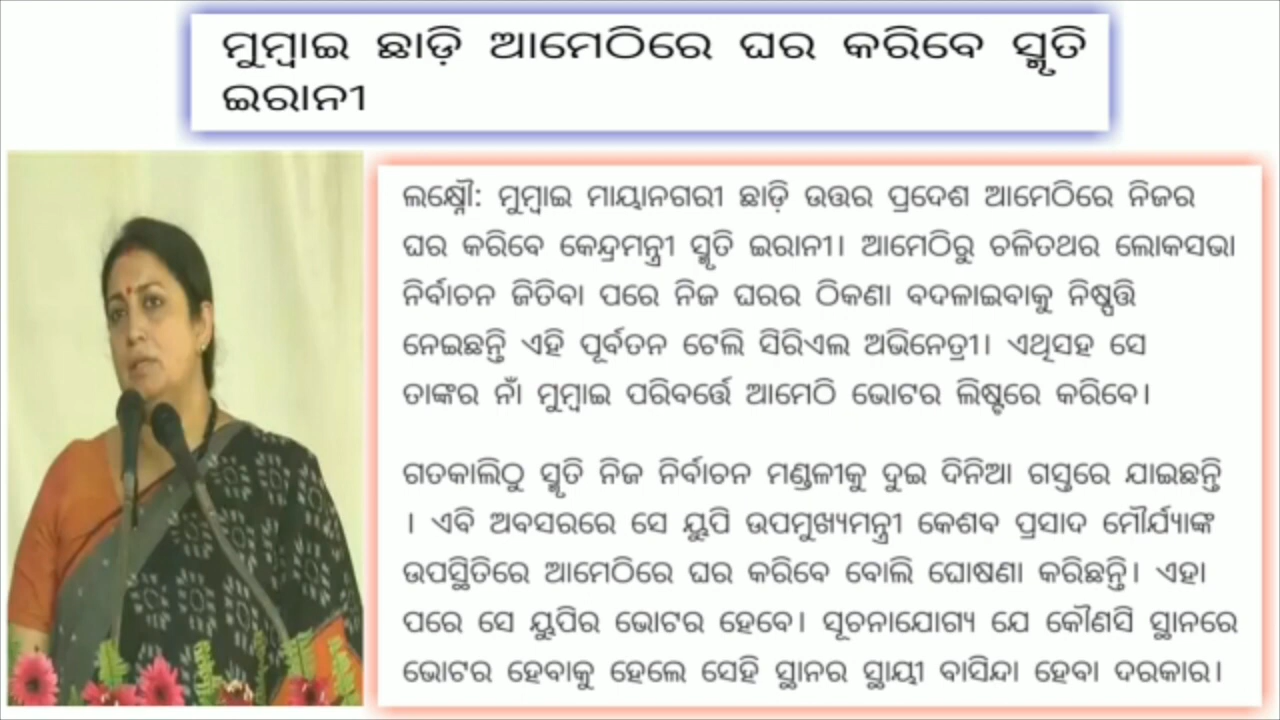 ମୁମ୍ବାଇ ଛାଡ଼ି ଆମେଠିରେ ଘର କରିବେ ସ୍ମୃତି
ଇରାନୀ
ଲକ୍ଷ୍ନୌ: ମୁମ୍ବାଇ ମାୟାନଗରୀ ଛାଡ଼ି ଉତ୍ତର ପ୍ରଦେଶ ଆମେଠିରେ ନିଜର
ଘର କରିବେ କେନ୍ଦ୍ରମନ୍ତ୍ରୀ ସ୍ମୃତି ଇରାନୀ। ଆମେଠିରୁ ଚଳିତଥର ଲୋକସଭା
ନିର୍ବାଚନ ଜିତିବା ପରେ ନିଜ ଘରର ଠିକଣା ବଦଳାଇବାକୁ ନିଷ୍ପତ୍ତି
ନେଇଛନ୍ତି ଏହି ପୂର୍ବତନ ଟେଲି ସିରିଏଲ ଅଭିନେତ୍ରୀ। ଏଥିସହ ସେ
ତାଙ୍କର ନାଁ ମୁମ୍ବାଇ ପରିବର୍ତ୍ତେ ଆମେଠି ଭୋଟର ଲିଷ୍ଟରେ କରିବେ।
ଗତକାଲିଠୁ ସ୍ମୃତି ନିଜ ନିର୍ବାଚନ ମଣ୍ଡଳୀକୁ ଦୁଇ ଦିନିଆ ଗସ୍ତରେ ଯାଇଛନ୍ତି
। ଏବି ଅବସରରେ ସେ ୟୁପି ଉପମୁଖ୍ୟମନ୍ତ୍ରୀ କେଶବ ପ୍ରସାଦ ମୌର୍ଯ୍ୟାଙ୍କ
ଉପସ୍ଥିତିରେ ଆମେଠିରେ ଘର କରିବେ ବୋଲି ଘୋଷଣା କରିଛନ୍ତି। ଏହା
ପରେ ସେ ୟୁପିର ଭୋଟର ହେବେ। ସୂଚନାଯୋଗ୍ୟ ଯେ କୌଣସି ସ୍ଥାନରେ
ଭୋଟର ହେବାକୁ ହେଲେ ସେହି ସ୍ଥାନର ସ୍ଥାୟୀ ବାସିନ୍ଦା ହେବା ଦରକାର।